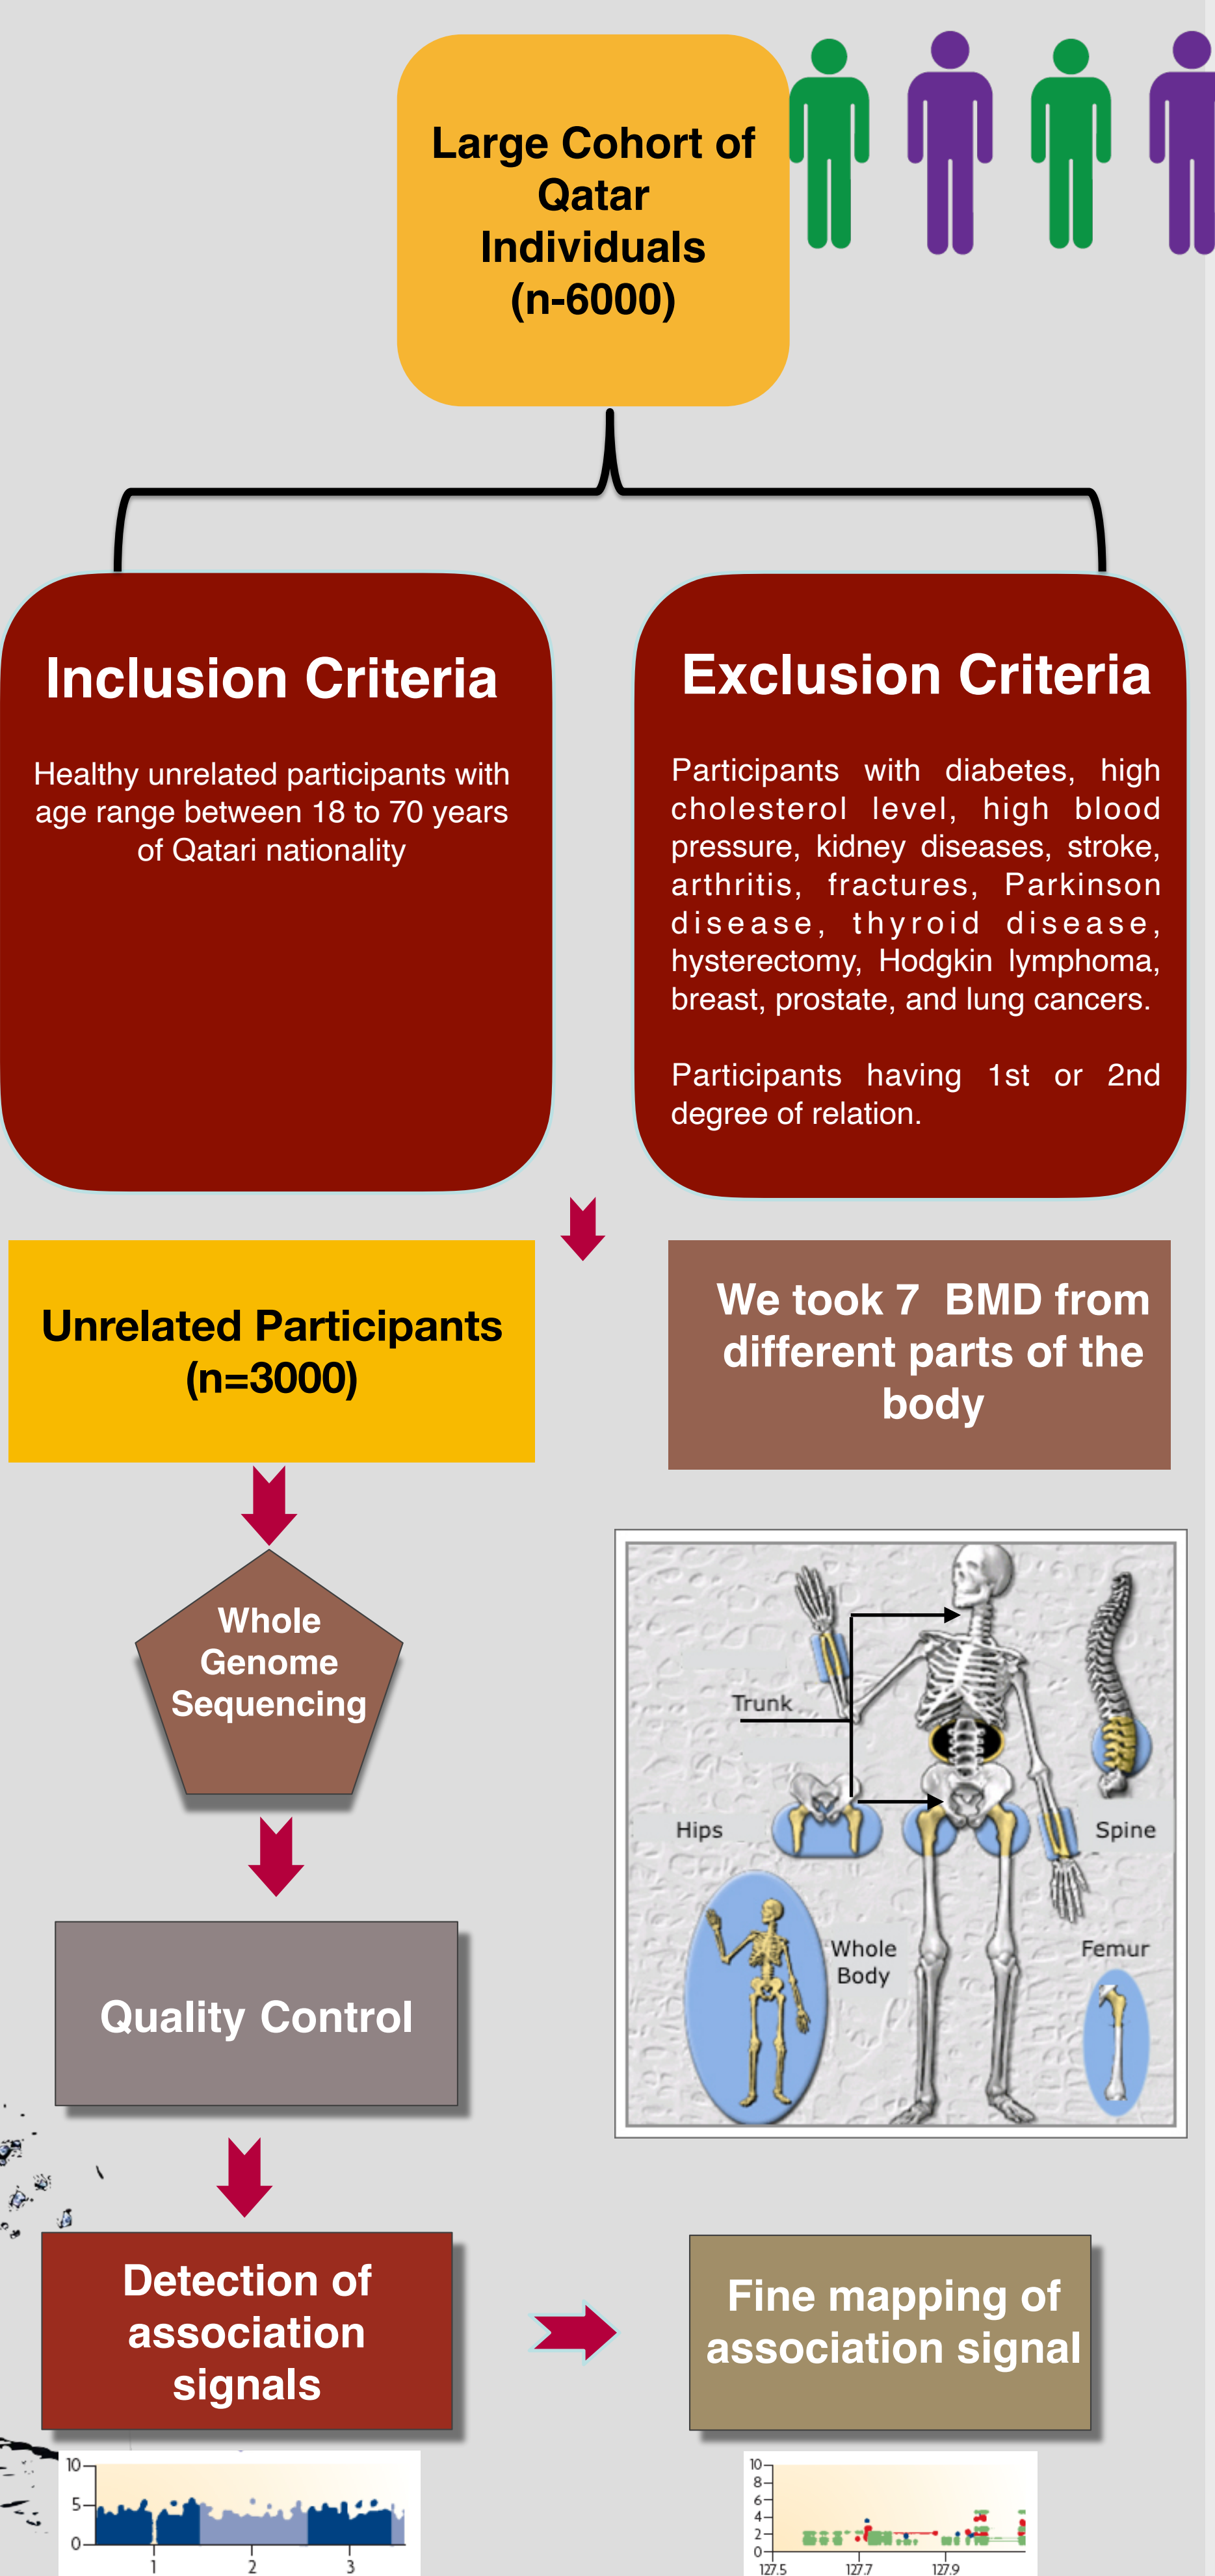 Large Cohort of
Qatar
Individuals
(n-6000)
Inclusion Criteria
Healthy unrelated participants with
age range between 18 to 70 years
of Qatari nationality
Exclusion Criteria
Participants with diabetes, high
cholesterol level, high blood
pressure, kidney diseases, stroke,
arthritis, fractures, Parkinson
disease, thyroid disease,
hysterectomy, Hodgkin lymphoma,
breast, prostate, and lung cancers.
Participants having 1st or 2nd
degree of relation.
Unrelated Participants
(n=3000)
We took 7 BMD from
different parts of the
body
Whole
Genome
Sequencing
Trunk
Hips
Spine
Whole
Body
Femur
Quality Control
Detection of
association
signals
Fine mapping of
association signal
10
5
0
1 2 3
10
8
6
4
2
0
127.5 127.7 127.9